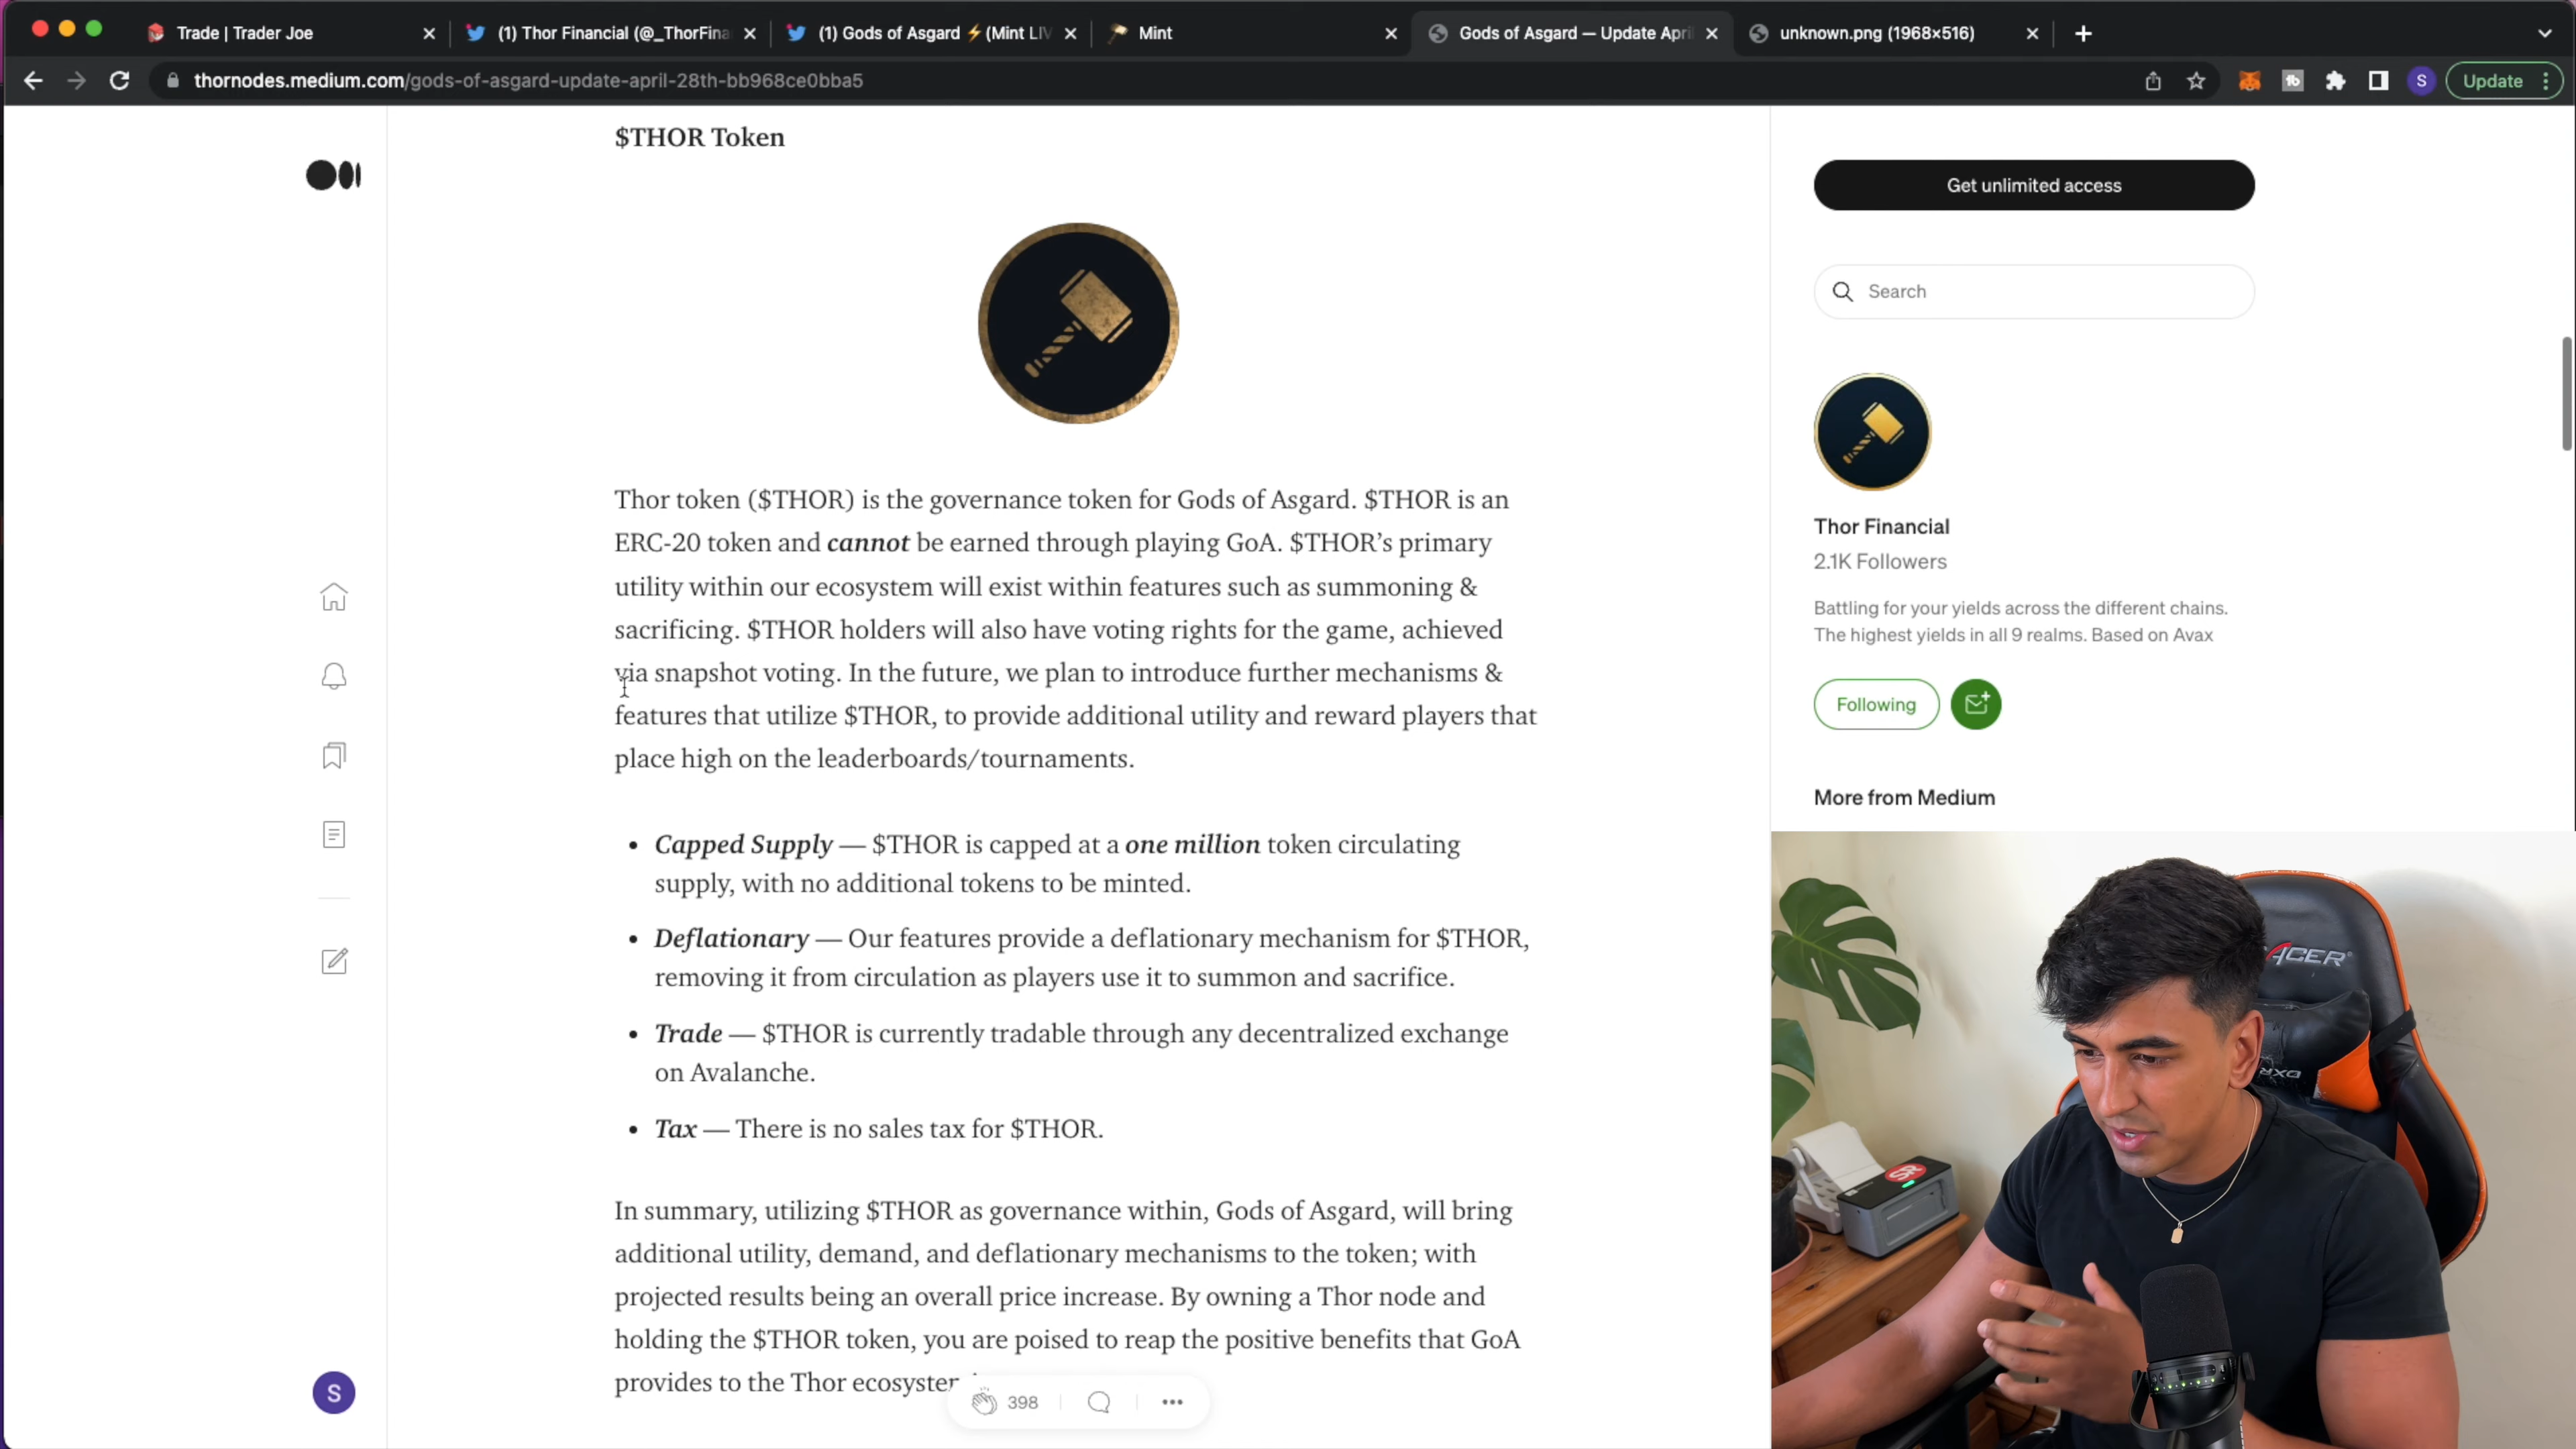 Trade | Trader Joe
(1) Thor Financial (@_ThorFina
(1) Gods of Asgard ⚡(Mint LIV
Mint
Gods of Asgard — Update Apri
unknown.png (1968×516)
thornodes.medium.com/gods-of-asgard-update-april-28th-bb968ce0bba5
S
Update
$THOR Token
Thor token ($THOR) is the governance token for Gods of Asgard. $THOR is an
ERC-20 token and cannot be earned through playing GoA. $THOR’s primary
utility within our ecosystem will exist within features such as summoning &
sacrificing. $THOR holders will also have voting rights for the game, achieved
via snapshot voting. In the future, we plan to introduce further mechanisms &
features that utilize $THOR, to provide additional utility and reward players that
place high on the leaderboards/tournaments.
• Capped Supply — $THOR is capped at a one million token circulating
supply, with no additional tokens to be minted.
• Deflationary — Our features provide a deflationary mechanism for $THOR,
removing it from circulation as players use it to summon and sacrifice.
• Trade — $THOR is currently tradable through any decentralized exchange
on Avalanche.
• Tax — There is no sales tax for $THOR.
In summary, utilizing $THOR as governance within, Gods of Asgard, will bring
additional utility, demand, and deflationary mechanisms to the token; with
projected results being an overall price increase. By owning a Thor node and
holding the $THOR token, you are poised to reap the positive benefits that GoA
provides to the Thor
398
S
Get unlimited access
Search
Thor Financial
2.1K Followers
Battling for your yields across the different chains.
The highest yields in all 9 realms. Based on Avax
Following
More from Medium
SR